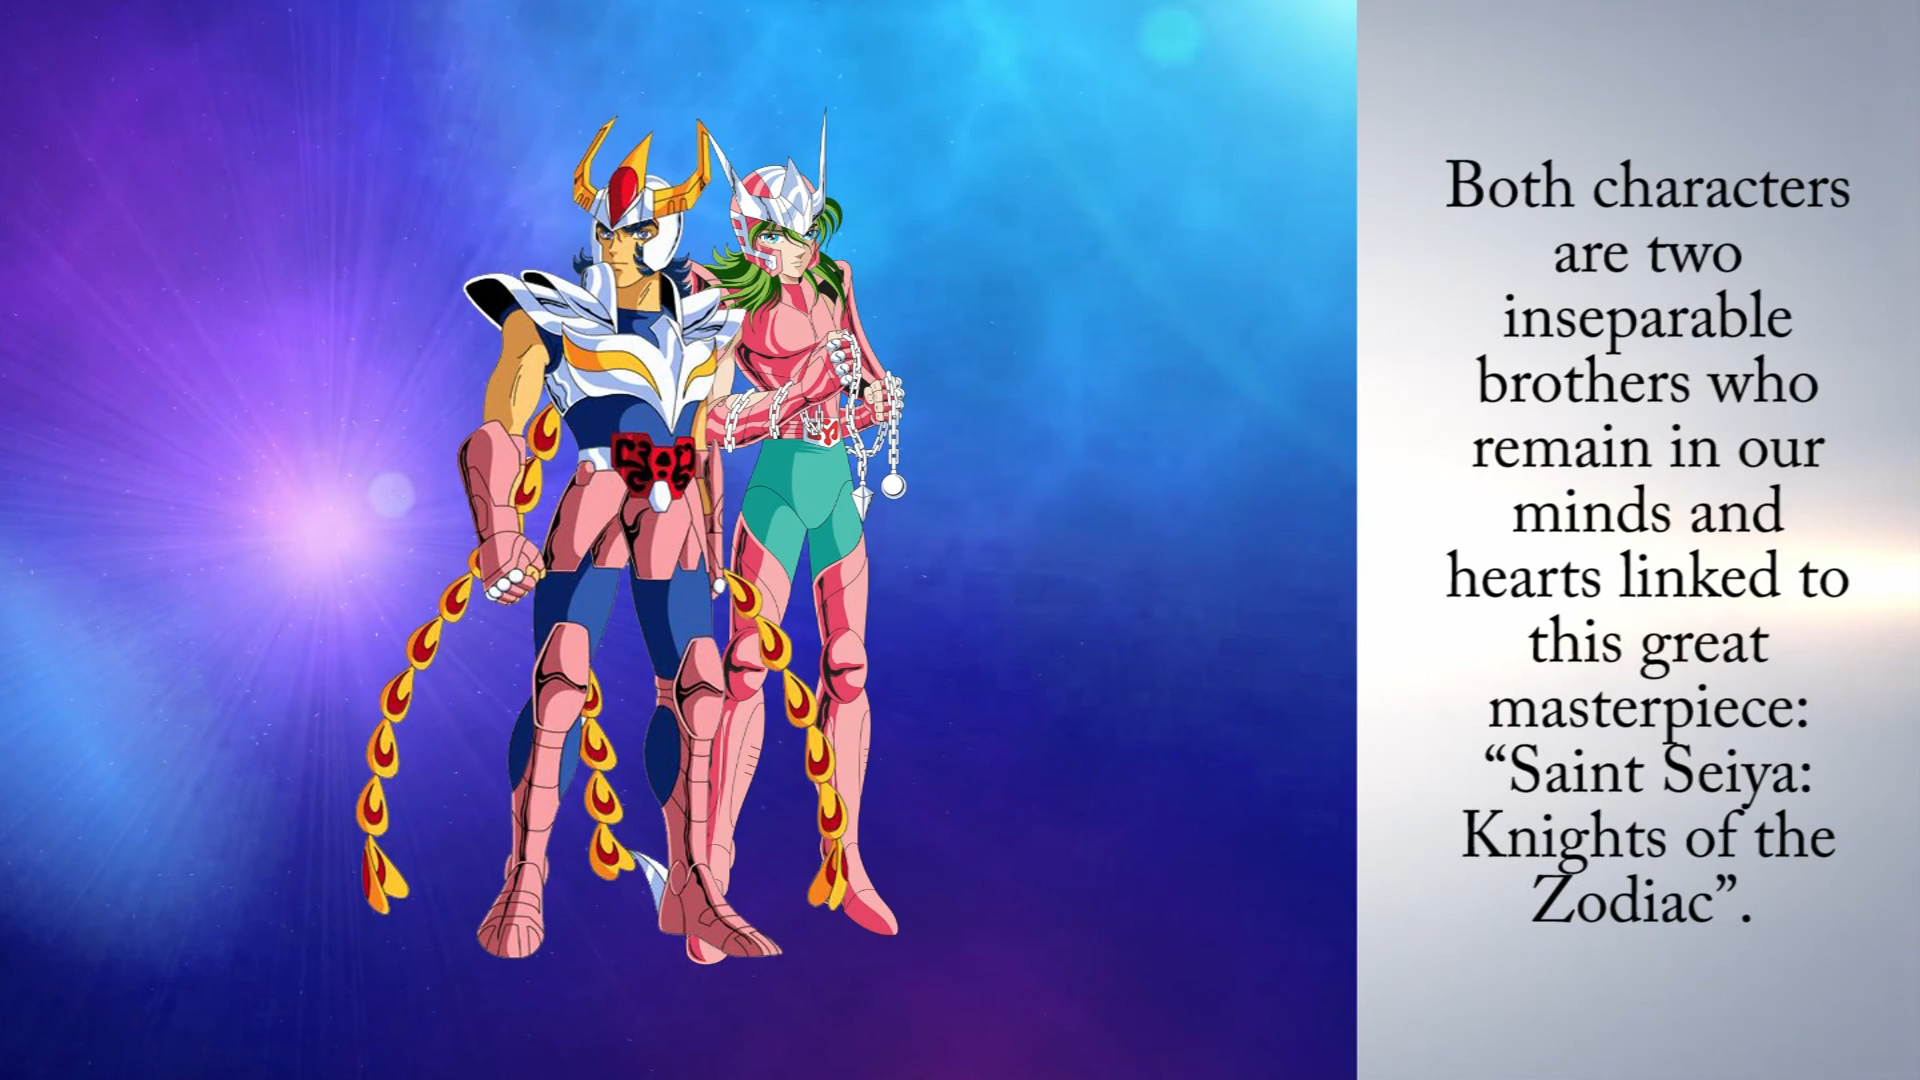 Both characters
are two
inseparable
brothers who
remain in our
minds and
hearts linked to
this great
masterpiece:
“Saint Seiya:
Knights of the
Zodiac”.